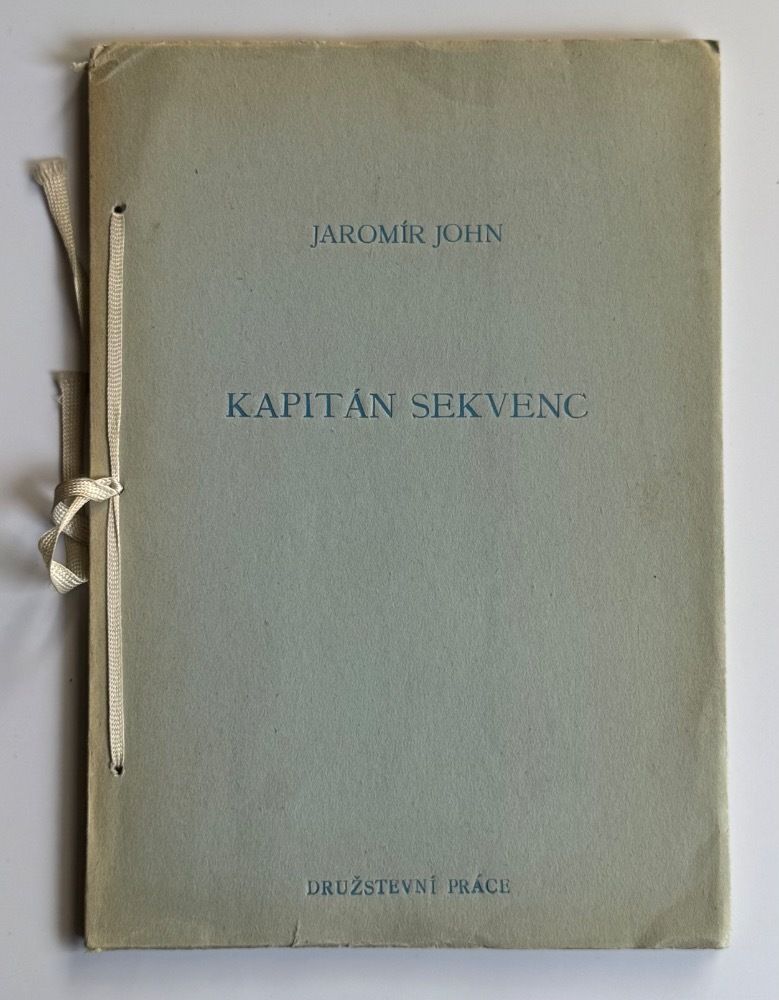 JAROMÍR JOHN
KAPITÁN SEKVENC
DRUŽSTEVNÍ PRÁCE